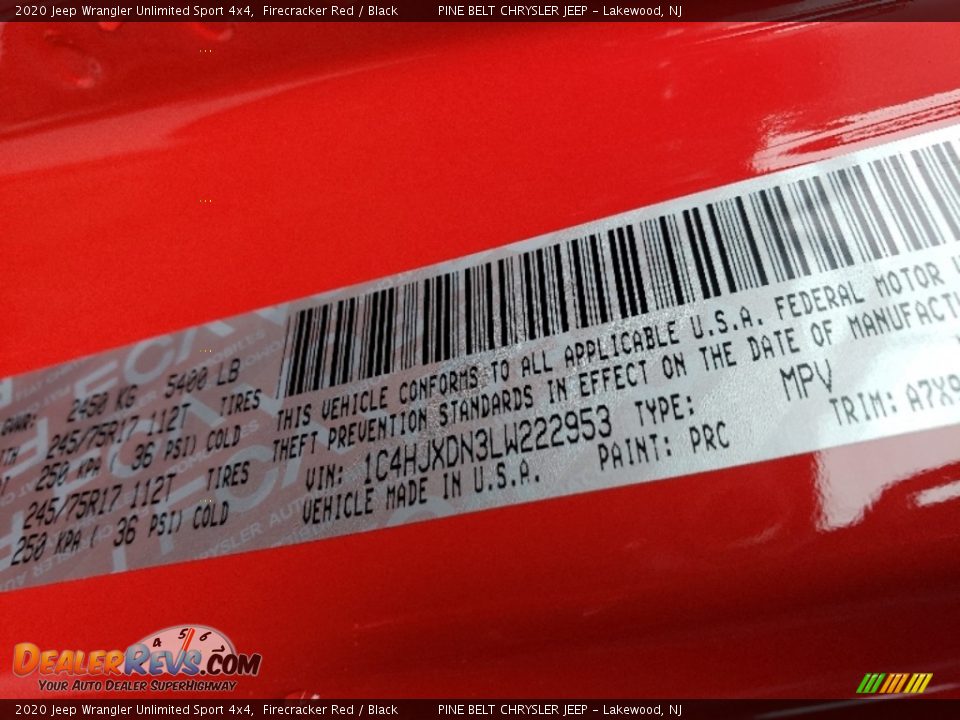 2020 Jeep Wrangler Unlimited Sport 4x4, Firecracker Red / Black PINE BELT CHRYSLER JEEP - Lakewood, NJ
GVWR: 2450 KG 5400 LB
245/75R17 112T TIRES
250 KPA ( 36 PSI) COLD
245/75R17 112T TIRES
250 KPA ( 36 PSI) COLD
THIS VEHICLE CONFORMS TO ALL APPLICABLE U.S.A. FEDERAL MOTOR
THEFT PREVENTION STANDARDS IN EFFECT ON THE DATE OF MANUFACT
VIN: 1C4HJXDN3LW222953 TYPE: MPV
VEHICLE MADE IN U.S.A. PAINT: PRC TRIM: A7X9
4 5 6
DEALERREVS.COM
YOUR AUTO DEALER SUPERHIGHWAY
2020 Jeep Wrangler Unlimited Sport 4x4, Firecracker Red / Black PINE BELT CHRYSLER JEEP - Lakewood, NJ